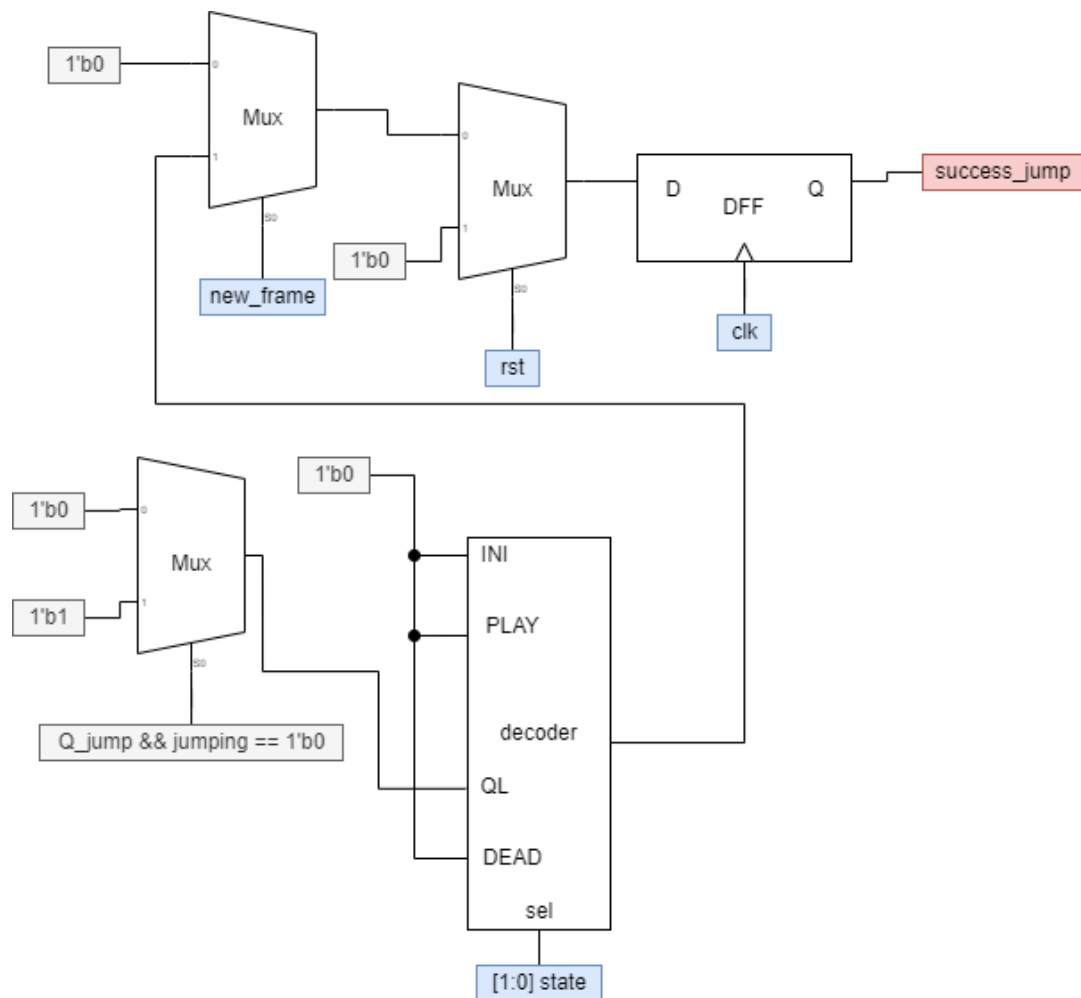 1'b0
0
Mux
1
S0
new_frame
0
Mux
1'b0
1
S0
rst
D
DFF
Q
clk
success_jump
1'b0
0
Mux
1'b1
1
S0
Q_jump && jumping == 1'b0
1'b0
INI
PLAY
decoder
QL
DEAD
sel
[1:0] state